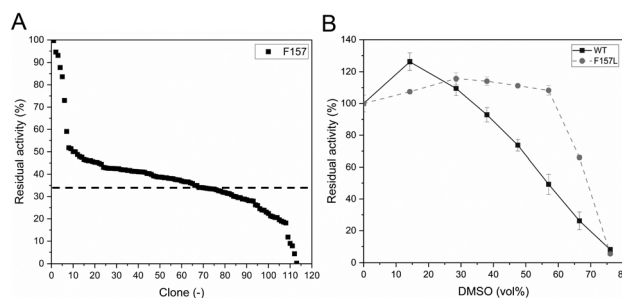 A
B
Residual activity (%)
100
90
80
70
60
50
40
30
20
10
0
F157
0 10 20 30 40 50 60 70 80 90 100 110 120
Clone (-)
Residual activity (%)
140
120
100
80
60
40
20
0
WT
F157L
0 10 20 30 40 50 60 70 80
DMSO (vol%)